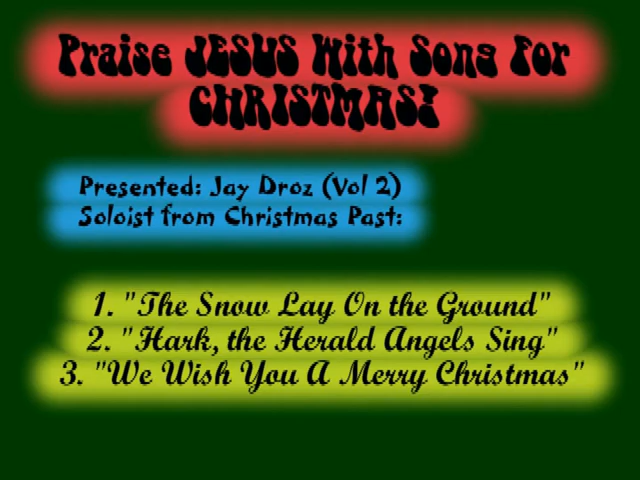 Praise JESUS With Song For
CHRISTMAS!
Presented: Jay Droz (Vol 2)
Soloist from Christmas Past:
1. "The Snow Lay On the Ground"
2. "Hark, the Herald Angels Sing"
3. "We Wish You A Merry Christmas"